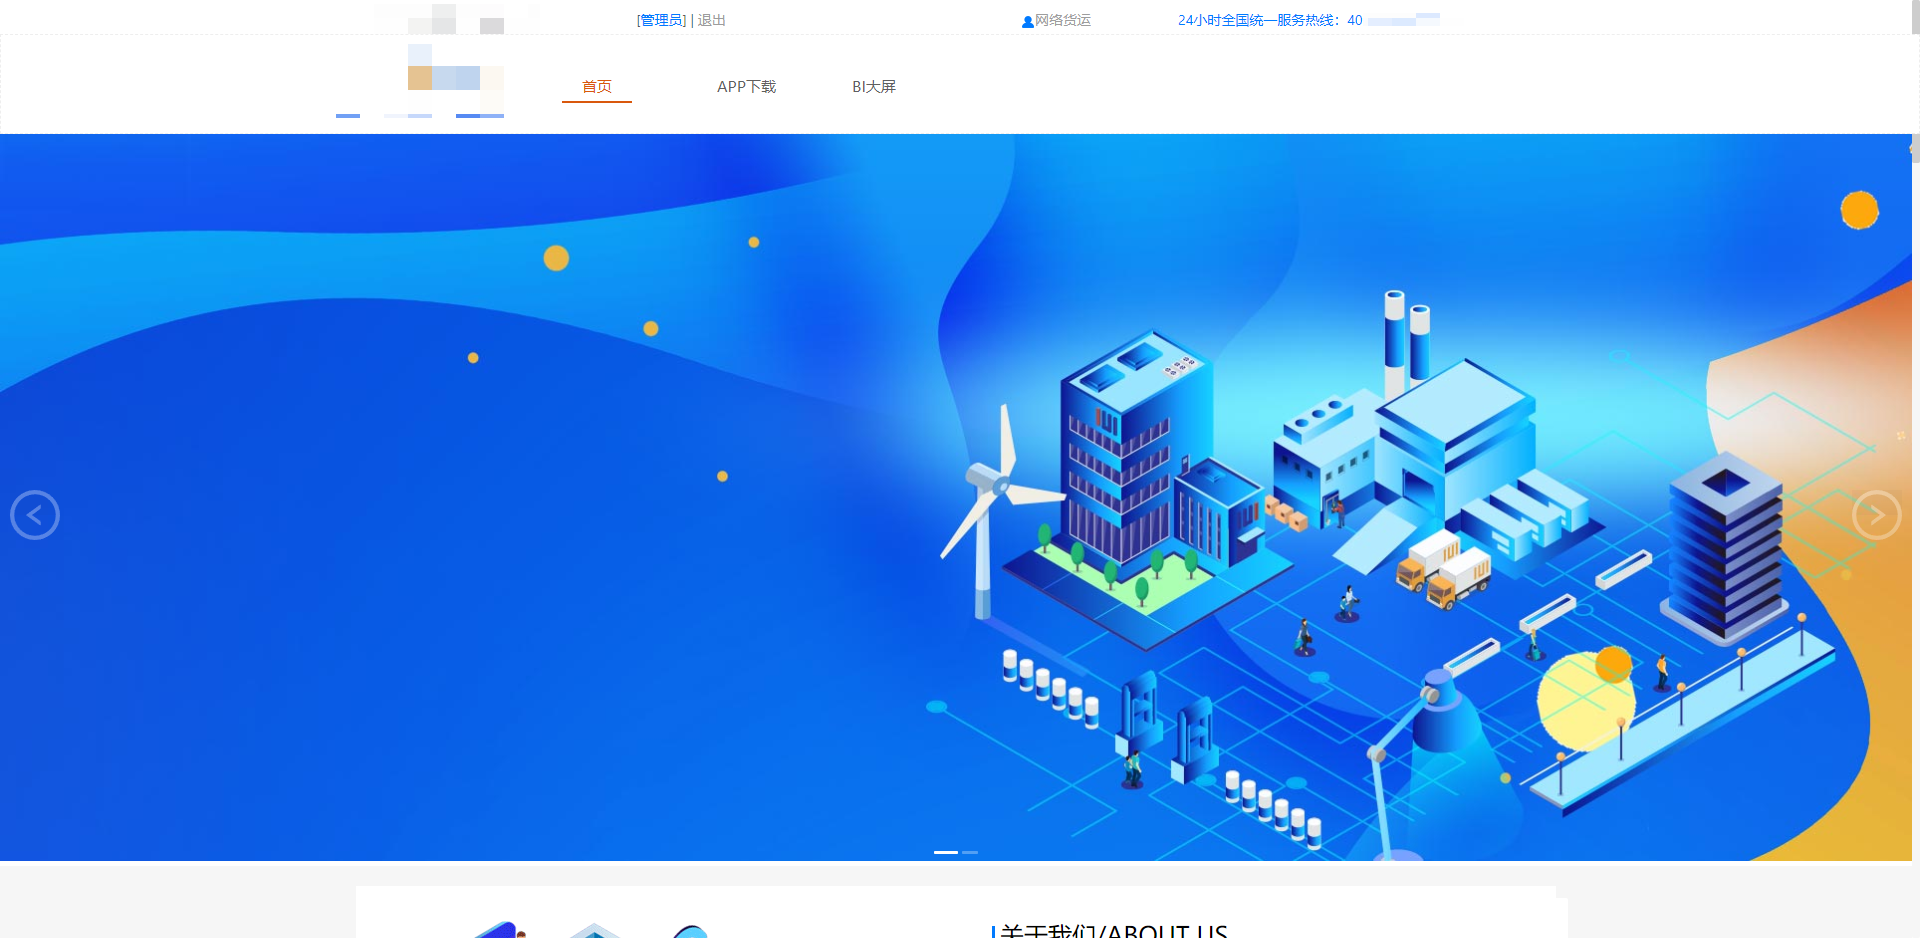 [管理员] | 退出
网络货运
24小时全国统一服务热线：40
首页
APP下载
BI大屏
关于我们/ABOUT US